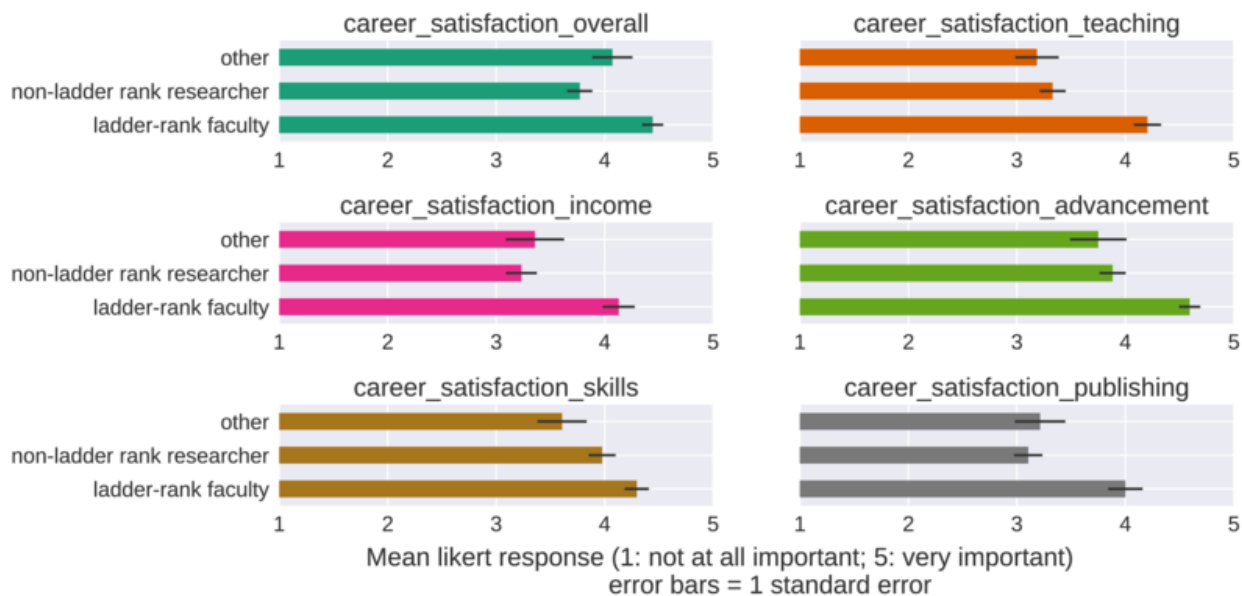 career_satisfaction_overall
other
non-ladder rank researcher
ladder-rank faculty
1 2 3 4 5
career_satisfaction_teaching
1 2 3 4 5
career_satisfaction_income
other
non-ladder rank researcher
ladder-rank faculty
1 2 3 4 5
career_satisfaction_advancement
1 2 3 4 5
career_satisfaction_skills
other
non-ladder rank researcher
ladder-rank faculty
1 2 3 4 5
career_satisfaction_publishing
1 2 3 4 5
Mean likert response (1: not at all important; 5: very important)
error bars = 1 standard error